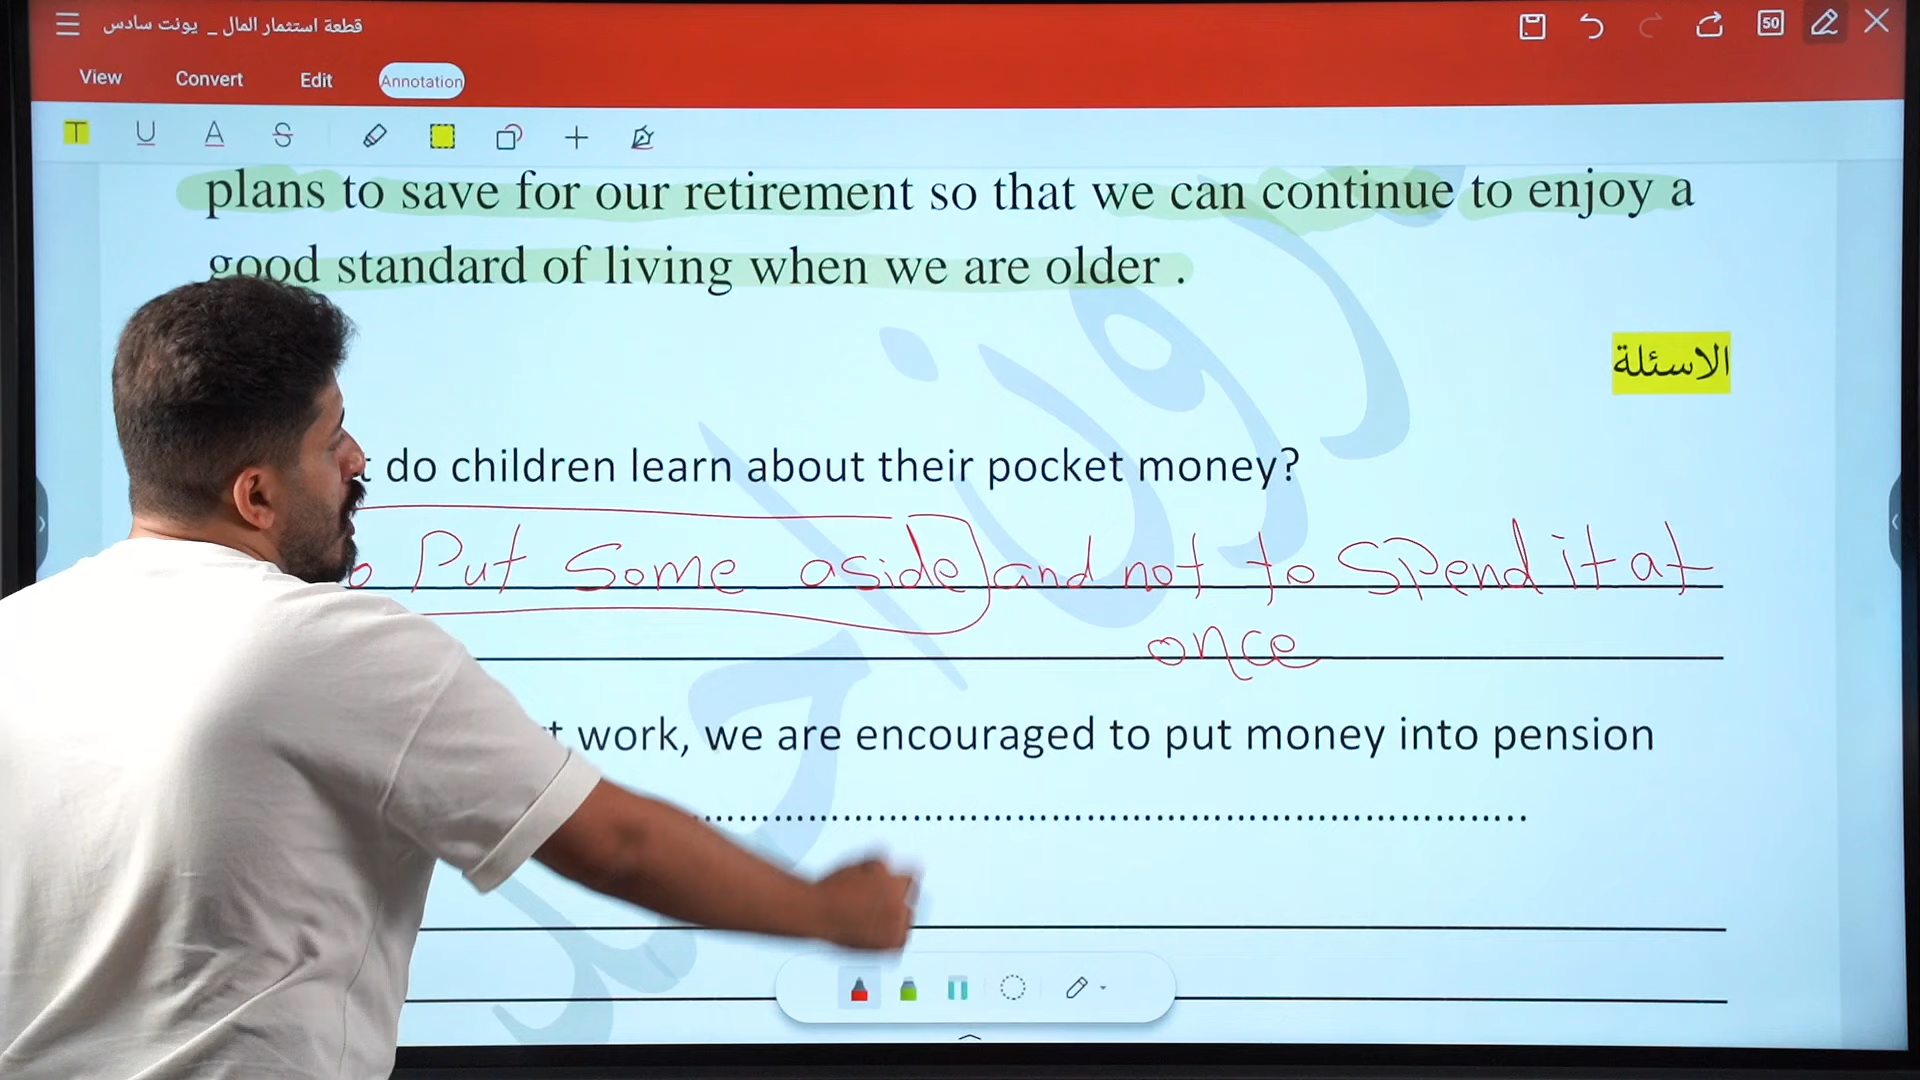 قطعة استثمار المال _ يونت سادس
50
View Convert Edit Annotation
T U A S
plans to save for our retirement so that we can continue to enjoy a
good standard of living when we are older .
الاسئلة
do children learn about their pocket money?
Put Some aside and not to spend it at
once
work, we are encouraged to put money into pension
........................................................................